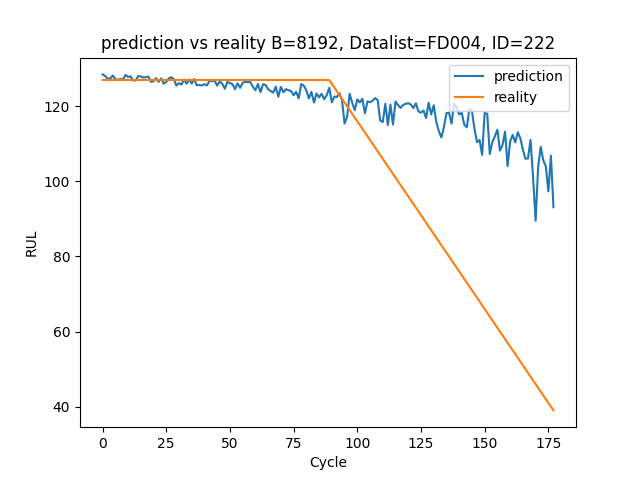 prediction vs reality B=8192, Datalist=FD004, ID=222
prediction
reality
RUL
120
100
80
60
40
0 25 50 75 100 125 150 175
Cycle